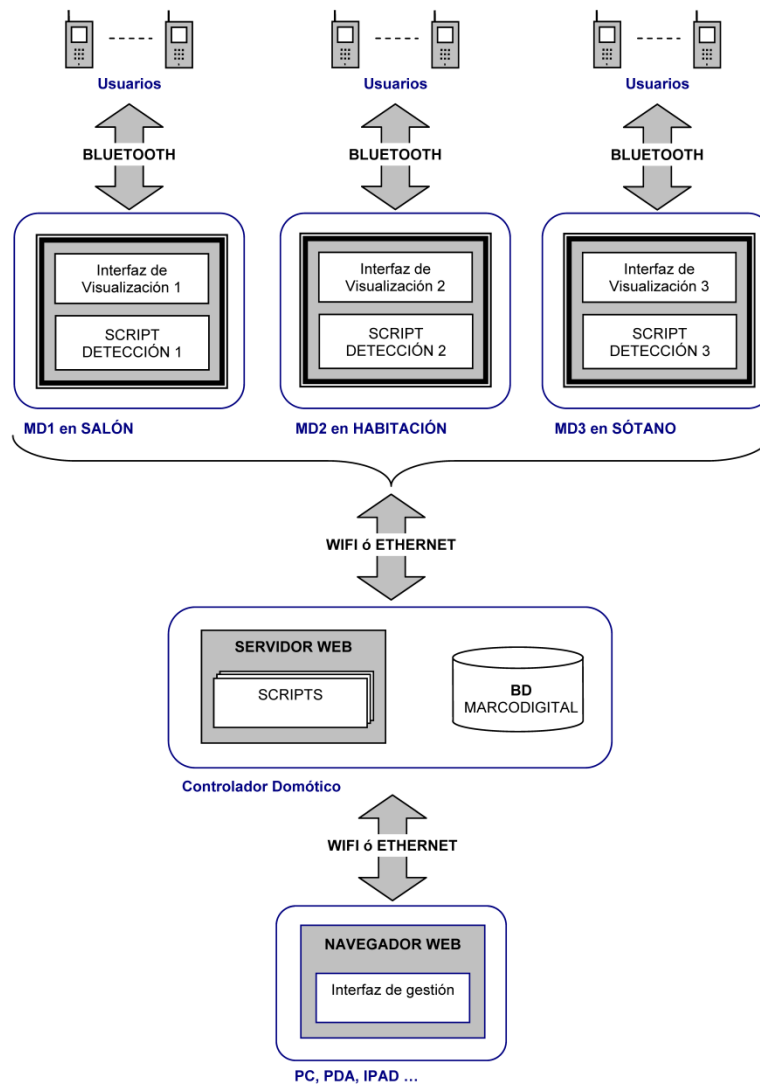 Usuarios
Usuarios
Usuarios
BLUETOOTH
BLUETOOTH
BLUETOOTH
Interfaz de
Visualización 1
SCRIPT
DETECCIÓN 1
Interfaz de
Visualización 2
SCRIPT
DETECCIÓN 2
Interfaz de
Visualización 3
SCRIPT
DETECCIÓN 3
MD1 en SALÓN
MD2 en HABITACIÓN
MD3 en SÓTANO
WIFI ó ETHERNET
SERVIDOR WEB
SCRIPTS
BD
MARCODIGITAL
Controlador Domótico
WIFI ó ETHERNET
NAVEGADOR WEB
Interfaz de gestión
PC, PDA, IPAD ...